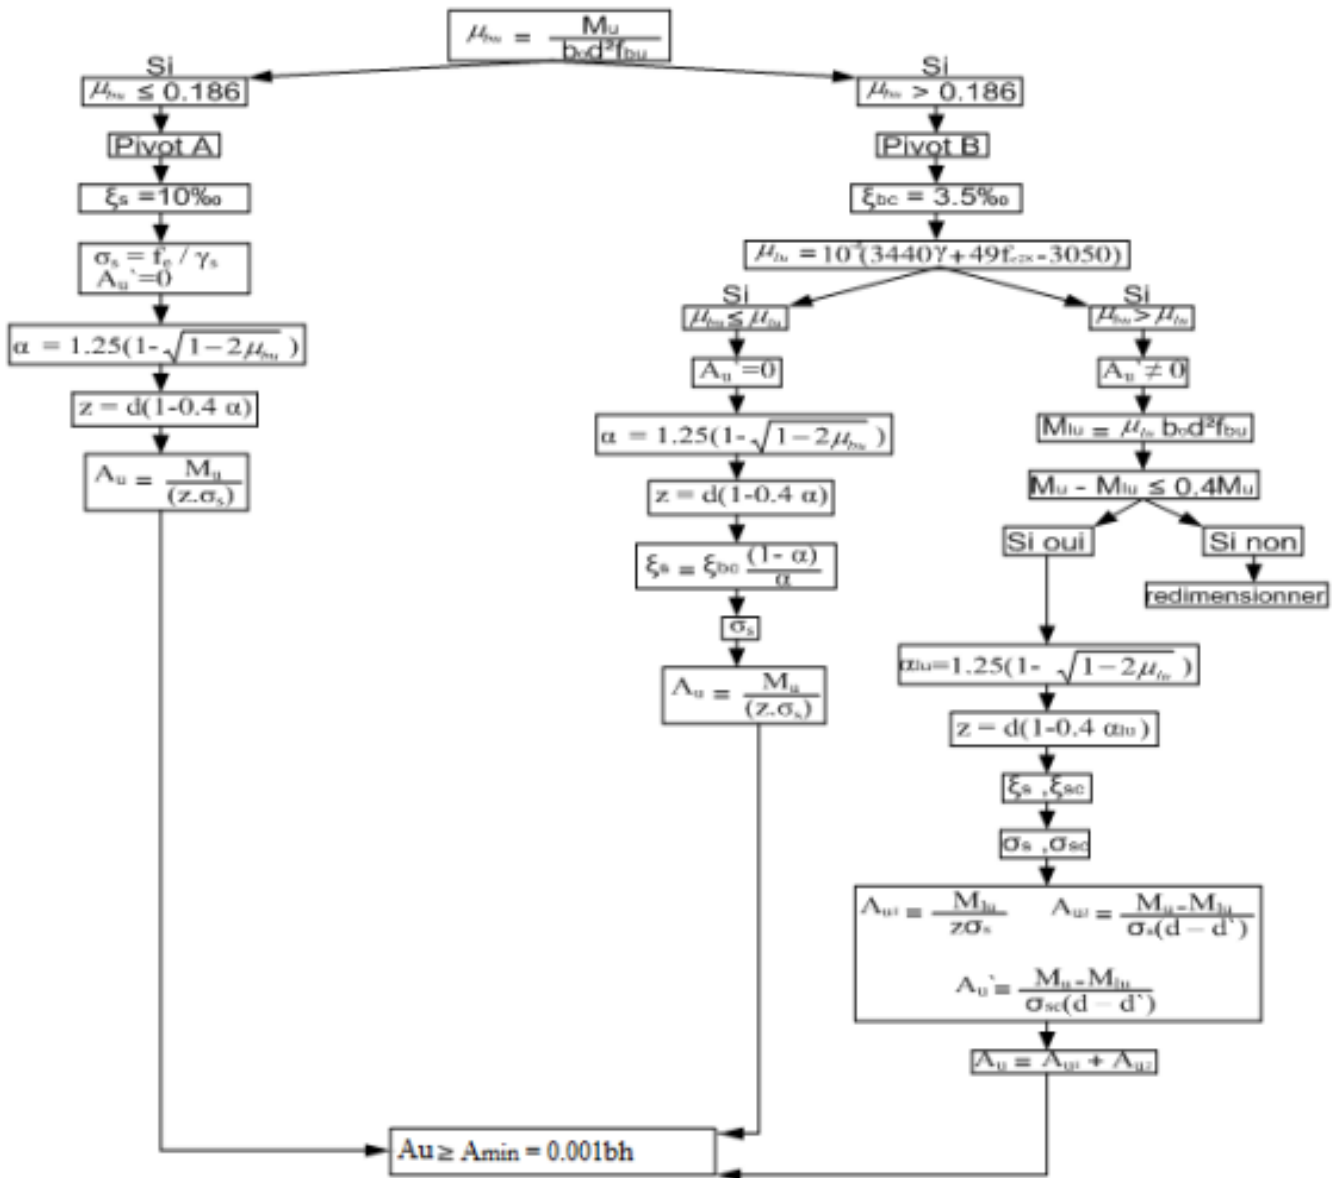 μbu = Mu / b₀d²fbu
Si
μbu ≤ 0.186
Pivot A
ξs =10‰
σs = fe / γs
Au`=0
α = 1.25(1-√1−2μbu )
z = d(1-0.4 α)
Au = Mu / (z.σs)
Si
μbu > 0.186
Pivot B
ξbc = 3.5‰
μlu = 10⁻⁴(3440γ+49fc28-3050)
Si
μbu ≤ μlu
Au`=0
α = 1.25(1-√1−2μbu )
z = d(1-0.4 α)
ξs = ξbc (1- α) / α
σs
Au = Mu / (z.σs)
Si
μbu > μlu
Au`≠ 0
Mlu = μlu b₀d²fbu
Mu - Mlu ≤ 0.4Mu
Si oui
Si non
redimensionner
αlu=1.25(1- √1−2μlu )
z = d(1-0.4 αlu)
ξs ,ξsc
σs ,σsc
Au1 = Mlu / zσs Au2 = Mu-Mlu / σs(d – d`)
Au`= Mu-Mlu / σsc(d – d`)
Au = Au1 + Au2
Au ≥ Amin = 0.001bh